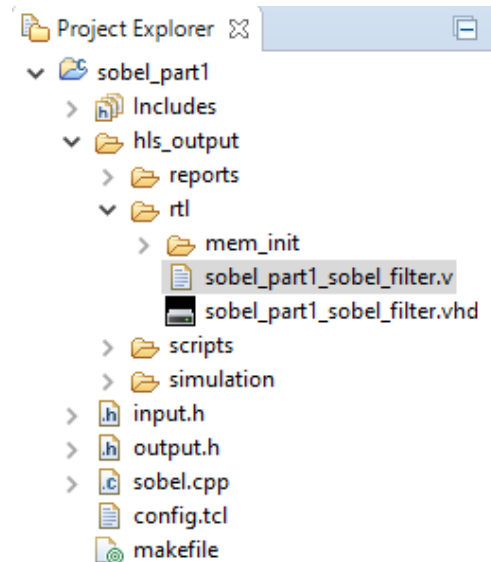 Project Explorer
sobel_part1
Includes
hls_output
reports
rtl
mem_init
sobel_part1_sobel_filter.v
sobel_part1_sobel_filter.vhd
scripts
simulation
input.h
output.h
sobel.cpp
config.tcl
makefile